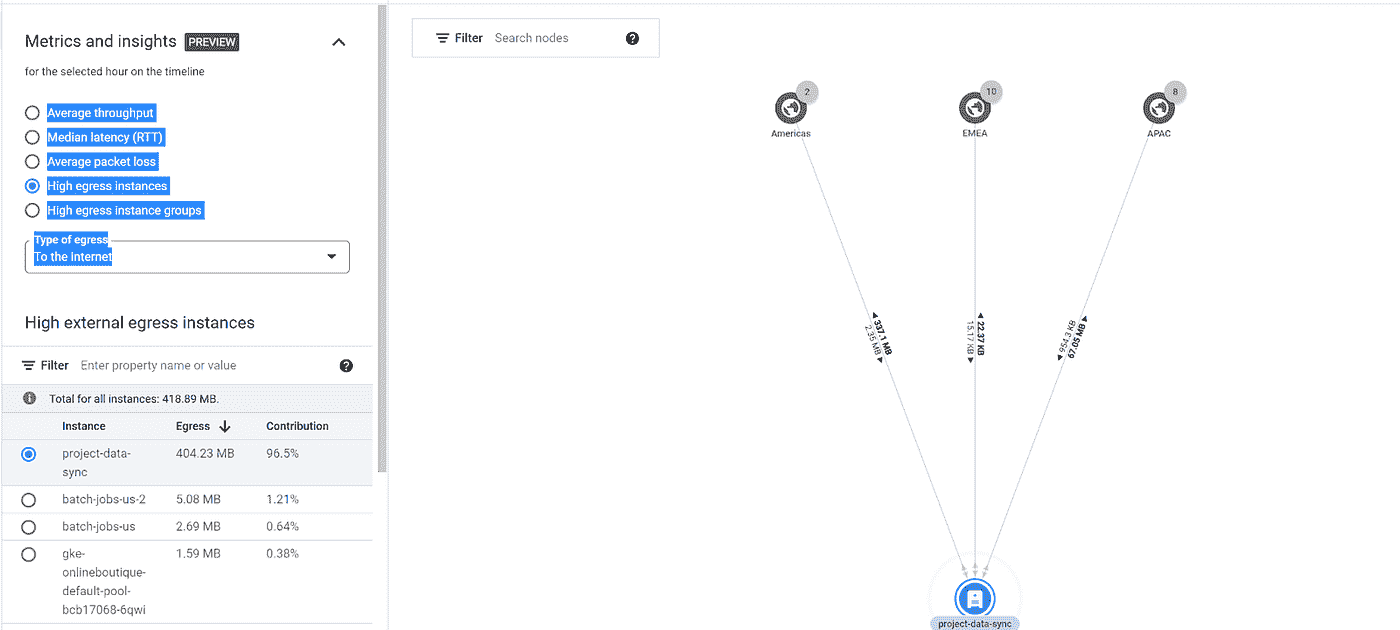 Metrics and insights PREVIEW
for the selected hour on the timeline
Average throughput
Median latency (RTT)
Average packet loss
High egress instances
High egress instance groups
Type of egress
To the Internet
High external egress instances
Filter Enter property name or value ?
Total for all instances: 418.89 MB.
Instance Egress Contribution
project-data-
sync
404.23 MB 96.5%
batch-jobs-us-2 5.08 MB 1.21%
batch-jobs-us 2.69 MB 0.64%
gke-
onlineboutique-
default-pool-
bcb17068-6qwi
1.59 MB 0.38%
Filter Search nodes ?
2
Americas
10
EMEA
8
APAC
337.1 MB
2.35 MB
22.37 KB
15.17 KB
954.3 KB
67.05 MB
project-data-sync